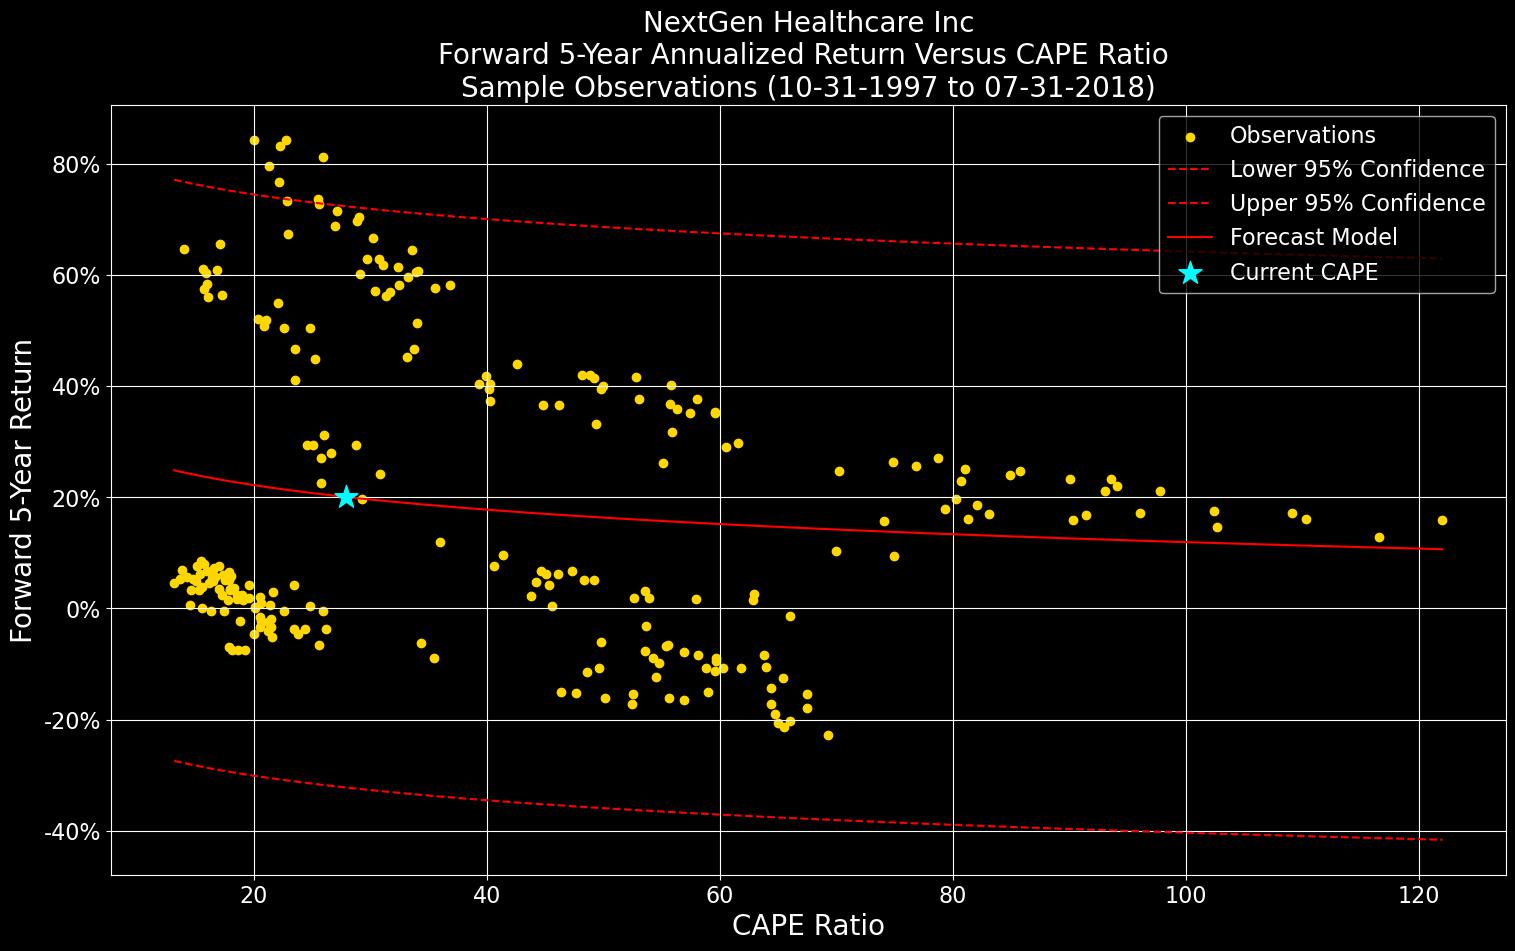 NextGen Healthcare Inc
Forward 5-Year Annualized Return Versus CAPE Ratio
Sample Observations (10-31-1997 to 07-31-2018)
Observations
Lower 95% Confidence
Upper 95% Confidence
Forecast Model
Current CAPE
Forward 5-Year Return
80%
60%
40%
20%
0%
-20%
-40%
20 40 60 80 100 120
CAPE Ratio